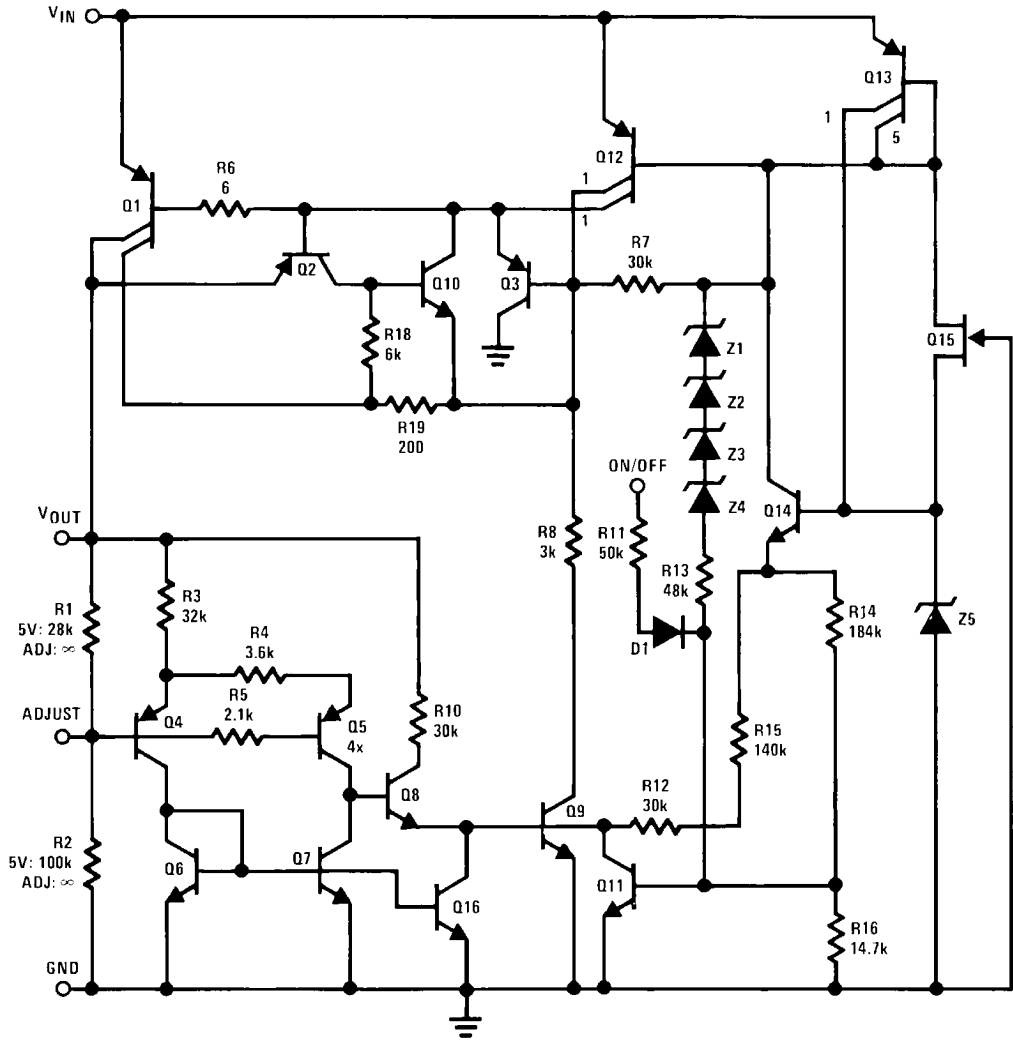 VIN
Q13
1
5
Q12
1
1
R6
6
Q1
Q2
Q10
Q3
R7
30k
R18
6k
Z1
Q15
Z2
R19
200
Z3
ON/OFF
Z4
Q14
VOUT
R8
3k
R11
50k
R13
48k
R3
32k
R1
5V: 28k
ADJ: ∞
R4
3.6k
D1
R14
184k
Z5
R5
2.1k
ADJUST
Q4
Q5
4x
R10
30k
R15
140k
Q8
Q9
R12
30k
R2
5V: 100k
ADJ: ∞
Q6
Q7
Q16
Q11
R16
14.7k
GND